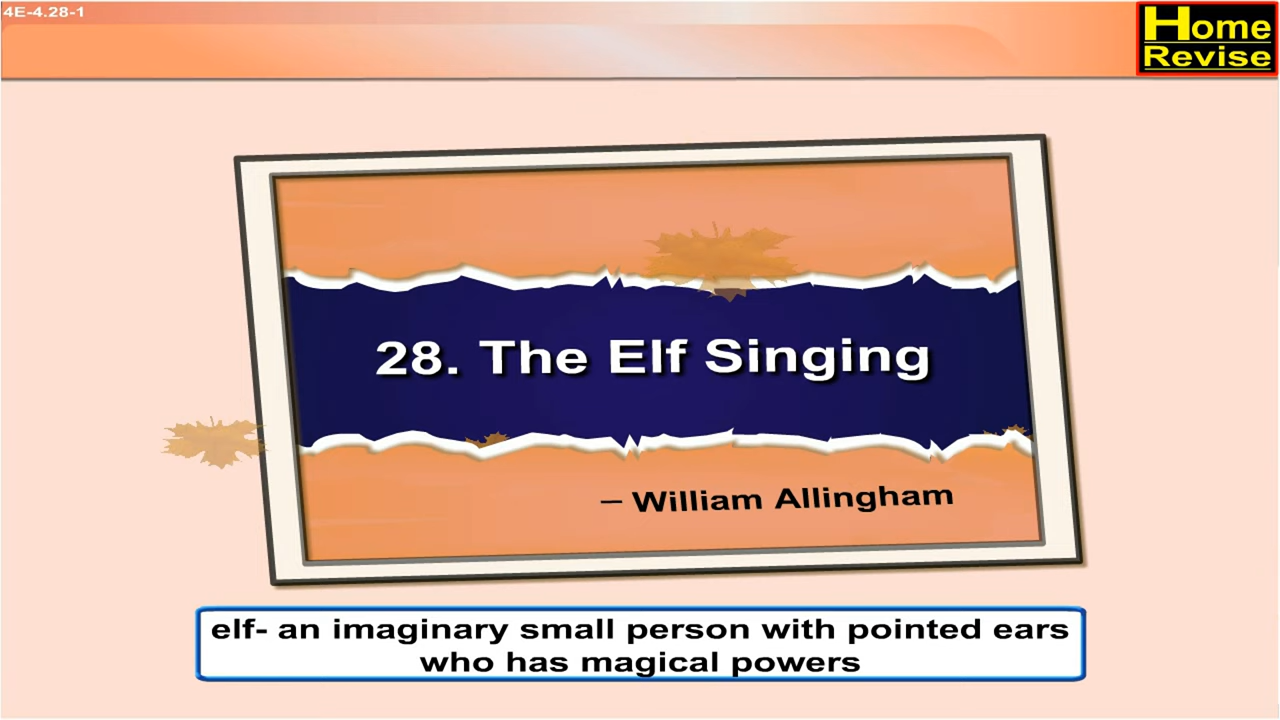 4E-4.28-1
Home
Revise
28. The Elf Singing
– William Allingham
elf- an imaginary small person with pointed ears
who has magical powers